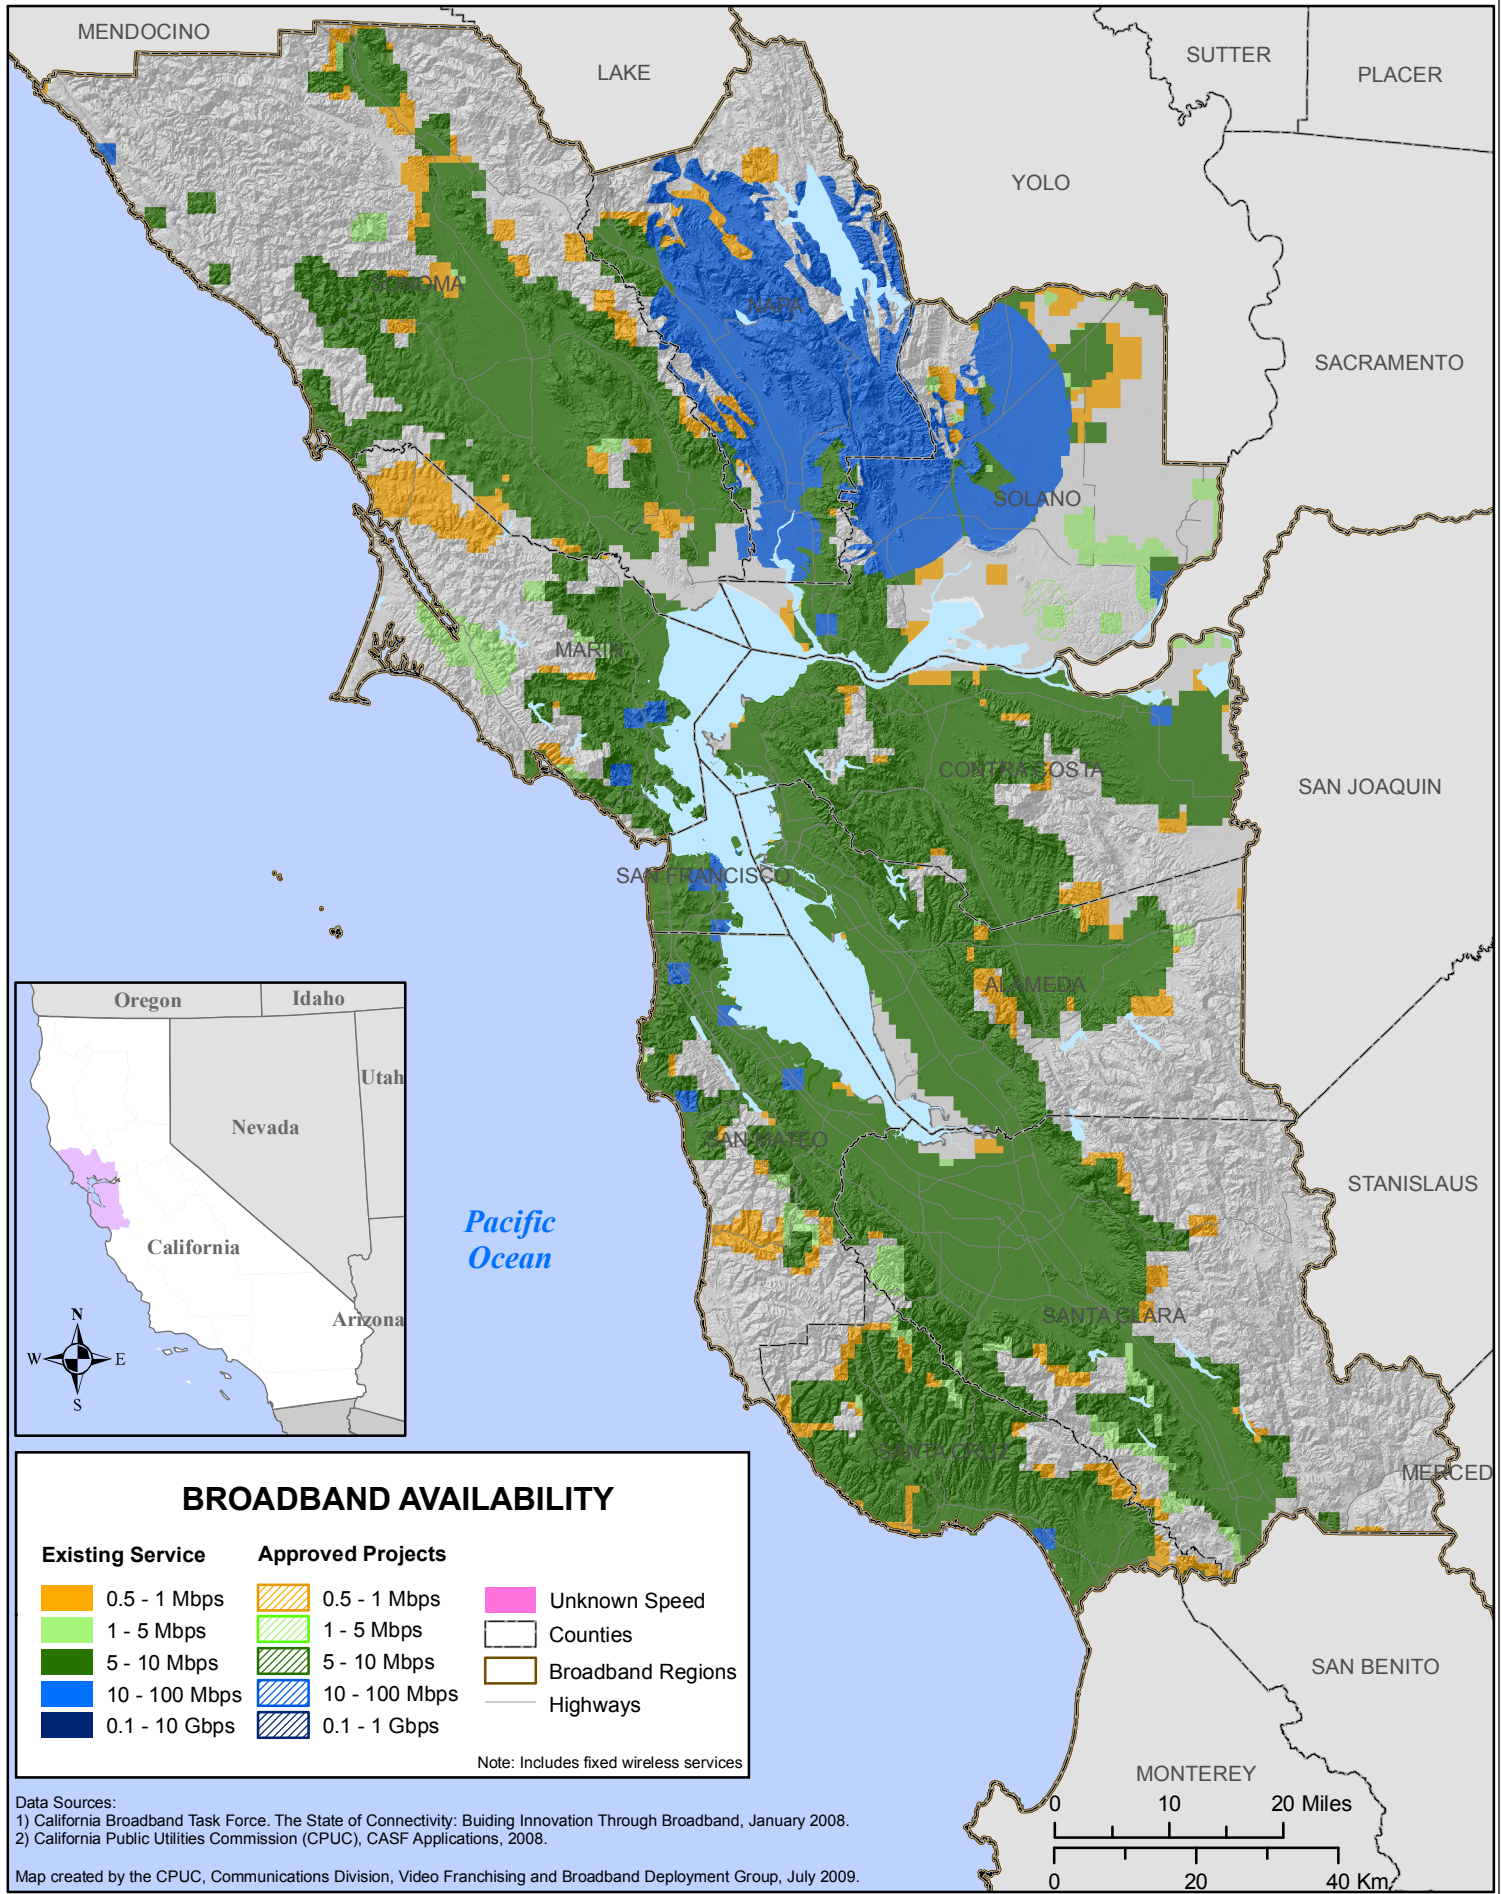 MENDOCINO
LAKE
SUTTER
PLACER
YOLO
SONOMA
NAPA
SACRAMENTO
SOLANO
MARIN
CONTRA COSTA
SAN JOAQUIN
SAN FRANCISCO
ALAMEDA
SAN MATEO
STANISLAUS
SANTA CLARA
SANTA CRUZ
MERCED
SAN BENITO
MONTEREY
Pacific
Ocean
Oregon
Idaho
Utah
Nevada
California
Arizona
N
W
E
S
BROADBAND AVAILABILITY
Existing Service
0.5 - 1 Mbps
1 - 5 Mbps
5 - 10 Mbps
10 - 100 Mbps
0.1 - 10 Gbps
Approved Projects
0.5 - 1 Mbps
1 - 5 Mbps
5 - 10 Mbps
10 - 100 Mbps
0.1 - 1 Gbps
Unknown Speed
Counties
Broadband Regions
Highways
Note: Includes fixed wireless services
Data Sources:
1) California Broadband Task Force. The State of Connectivity: Buiding Innovation Through Broadband, January 2008.
2) California Public Utilities Commission (CPUC), CASF Applications, 2008.
Map created by the CPUC, Communications Division, Video Franchising and Broadband Deployment Group, July 2009.
0 10 20 Miles
0 20 40 Km